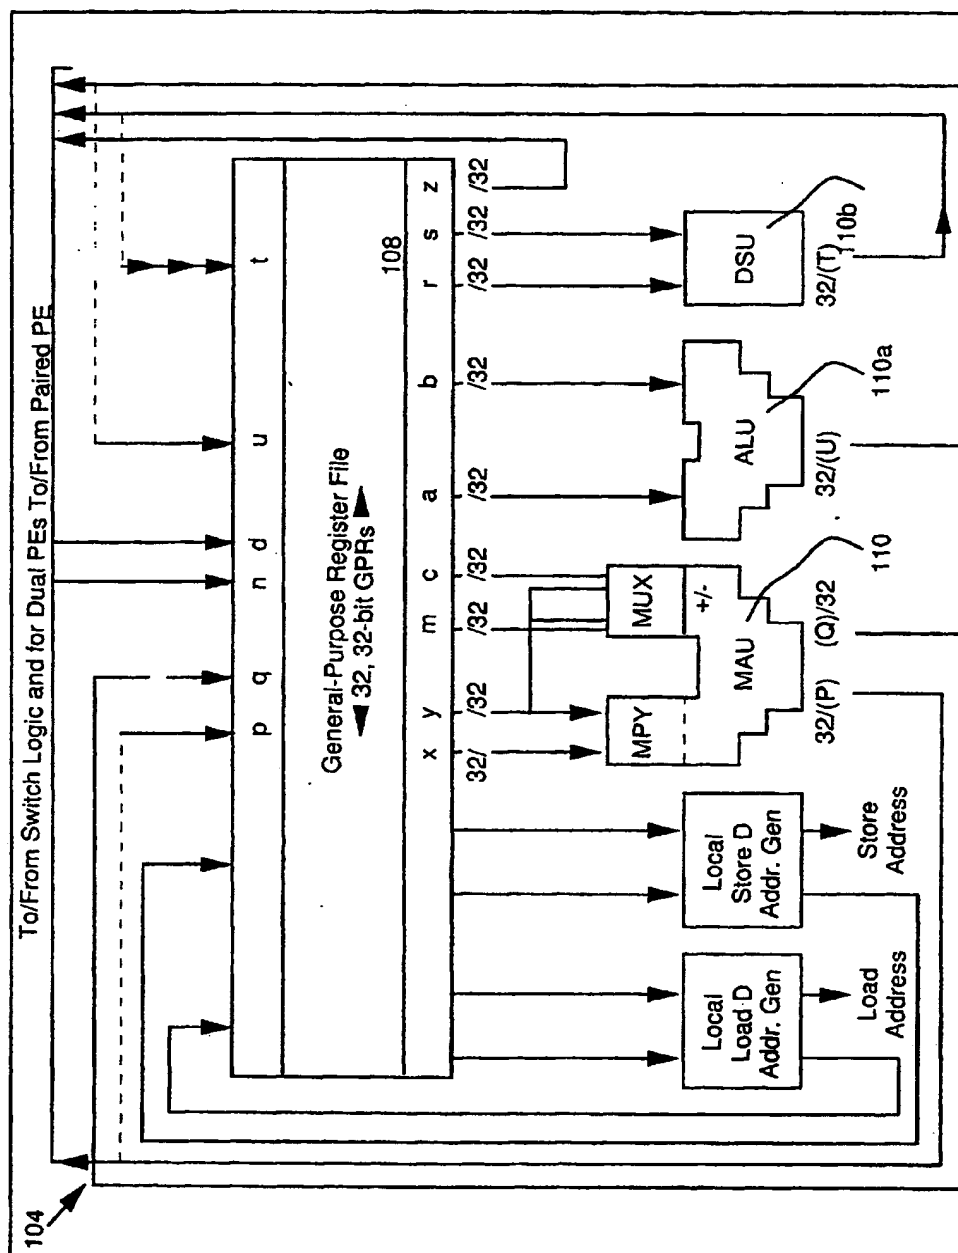 To/From Switch Logic and for Dual PEs To/From Paired PE
104
p q n d u t
General-Purpose Register File
32, 32-bit GPRs
108
x y m c a b r s z
32/ /32 /32 /32 /32 /32 /32 /32 /32
Local
Load D
Addr. Gen
Local
Store D
Addr. Gen
MPY
MUX
+/-
MAU
ALU
DSU
Load
Address
Store
Address
32/(P)
(Q)/32
110
32/(U)
110a
32/(T)
110b